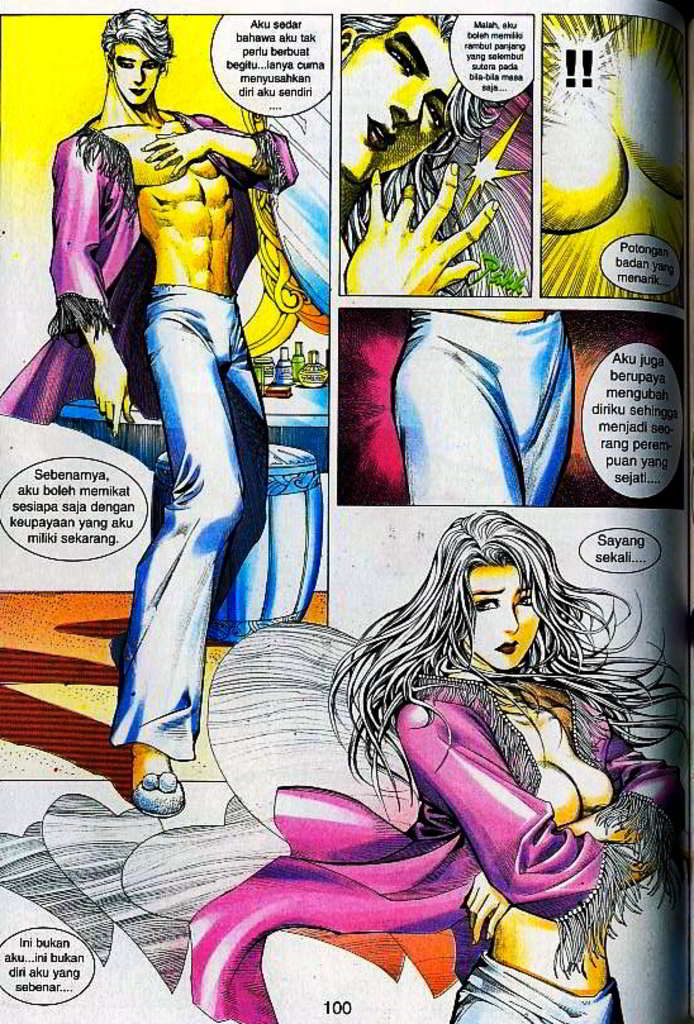 Aku sedar
bahawa aku tak
perlu berbuat
begitu...ianya cuma
menyusahkan
diri aku sendiri
....
Malah, aku
boleh memiliki
rambut panjang
yang selembut
sutera pada
bila-bila masa
saja....
!!
Potongan
badan yang
menarik....
Sebenarnya,
aku boleh memikat
sesiapa saja dengan
keupayaan yang aku
miliki sekarang.
Aku juga
berupaya
mengubah
diriku sehingga
menjadi seo-
rang perem-
puan yang
sejati....
Sayang
sekali....
Ini bukan
aku...ini bukan
diri aku yang
sebenar....
100